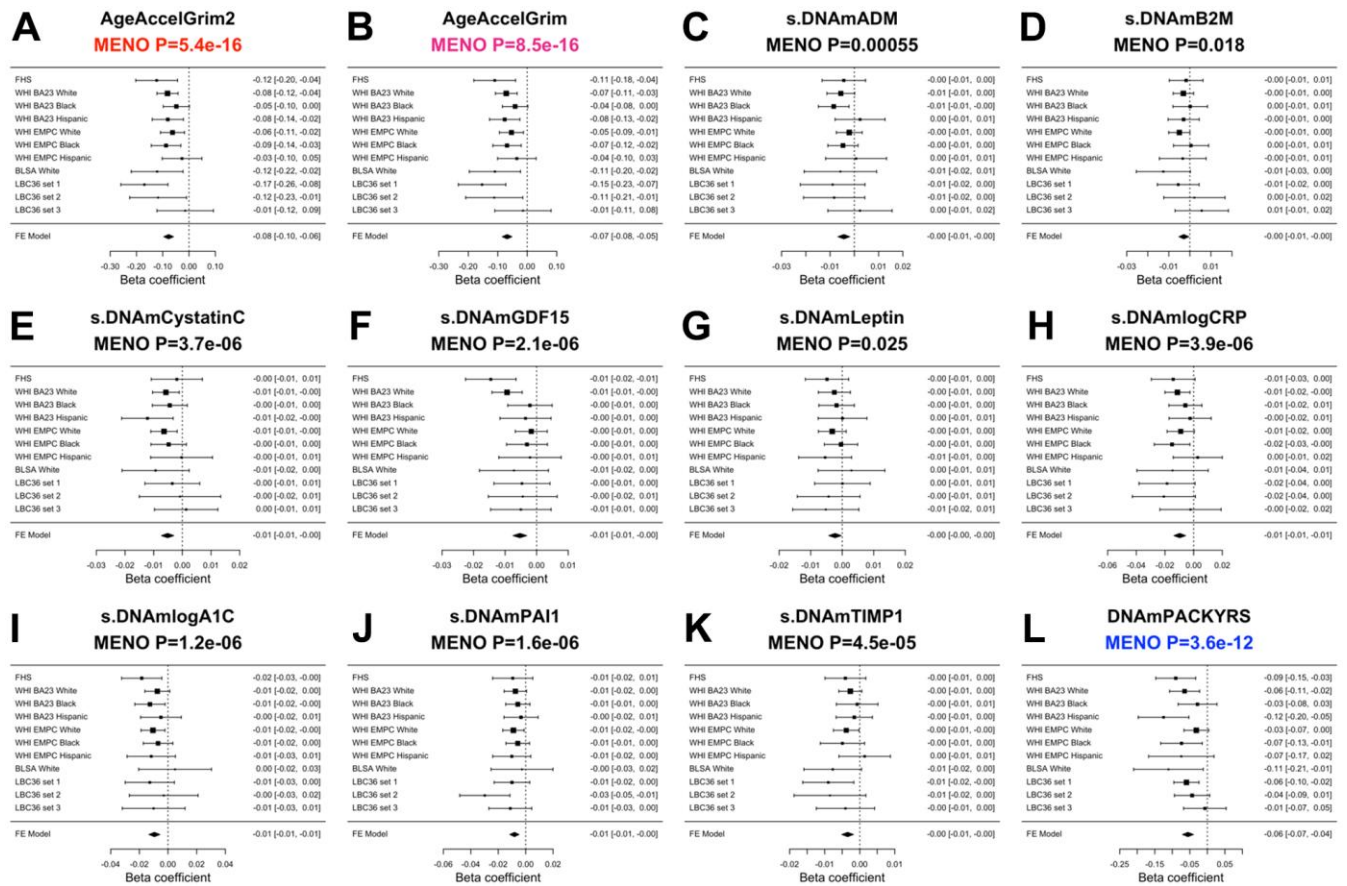 A AgeAccelGrim2
MENO P=5.4e-16
FHS -0.12 [-0.20, -0.04]
WHI BA23 White -0.08 [-0.12, -0.04]
WHI BA23 Black -0.05 [-0.10, 0.00]
WHI BA23 Hispanic -0.08 [-0.14, -0.02]
WHI EMPC White -0.06 [-0.11, -0.02]
WHI EMPC Black -0.09 [-0.14, -0.03]
WHI EMPC Hispanic -0.03 [-0.10, 0.05]
BLSA White -0.12 [-0.22, -0.02]
LBC36 set 1 -0.17 [-0.26, -0.08]
LBC36 set 2 -0.12 [-0.23, -0.01]
LBC36 set 3 -0.01 [-0.12, 0.09]
FE Model -0.08 [-0.10, -0.06]
-0.30 -0.20 -0.10 0.00 0.10
Beta coefficient
B AgeAccelGrim
MENO P=8.5e-16
FHS -0.11 [-0.18, -0.04]
WHI BA23 White -0.07 [-0.11, -0.03]
WHI BA23 Black -0.04 [-0.08, 0.00]
WHI BA23 Hispanic -0.08 [-0.13, -0.02]
WHI EMPC White -0.05 [-0.09, -0.01]
WHI EMPC Black -0.07 [-0.12, -0.02]
WHI EMPC Hispanic -0.04 [-0.10, 0.03]
BLSA White -0.11 [-0.20, -0.02]
LBC36 set 1 -0.15 [-0.23, -0.07]
LBC36 set 2 -0.11 [-0.21, -0.01]
LBC36 set 3 -0.01 [-0.11, 0.08]
FE Model -0.07 [-0.08, -0.05]
-0.30 -0.20 -0.10 0.00 0.10
Beta coefficient
C s.DNAmADM
MENO P=0.00055
FHS -0.00 [-0.01, 0.00]
WHI BA23 White -0.01 [-0.01, 0.00]
WHI BA23 Black -0.01 [-0.01, -0.00]
WHI BA23 Hispanic 0.00 [-0.01, 0.01]
WHI EMPC White -0.00 [-0.01, 0.00]
WHI EMPC Black -0.00 [-0.01, 0.00]
WHI EMPC Hispanic 0.00 [-0.01, 0.01]
BLSA White -0.01 [-0.02, 0.01]
LBC36 set 1 -0.01 [-0.02, 0.00]
LBC36 set 2 -0.01 [-0.02, 0.00]
LBC36 set 3 0.00 [-0.01, 0.02]
FE Model -0.00 [-0.01, -0.00]
-0.03 -0.01 0.01 0.02
Beta coefficient
D s.DNAmB2M
MENO P=0.018
FHS -0.00 [-0.01, 0.01]
WHI BA23 White -0.00 [-0.01, 0.00]
WHI BA23 Black 0.00 [-0.01, 0.01]
WHI BA23 Hispanic -0.00 [-0.01, 0.01]
WHI EMPC White -0.00 [-0.01, 0.00]
WHI EMPC Black 0.00 [-0.01, 0.01]
WHI EMPC Hispanic -0.00 [-0.01, 0.01]
BLSA White -0.01 [-0.03, 0.00]
LBC36 set 1 -0.01 [-0.02, 0.00]
LBC36 set 2 0.00 [-0.01, 0.02]
LBC36 set 3 0.01 [-0.01, 0.02]
FE Model -0.00 [-0.01, -0.00]
-0.03 -0.01 0.01
Beta coefficient
E s.DNAmCystatinC
MENO P=3.7e-06
FHS -0.00 [-0.01, 0.01]
WHI BA23 White -0.01 [-0.01, -0.00]
WHI BA23 Black -0.00 [-0.01, 0.00]
WHI BA23 Hispanic -0.01 [-0.02, -0.00]
WHI EMPC White -0.01 [-0.01, -0.00]
WHI EMPC Black -0.00 [-0.01, 0.00]
WHI EMPC Hispanic -0.00 [-0.01, 0.01]
BLSA White -0.01 [-0.02, 0.00]
LBC36 set 1 -0.00 [-0.01, 0.01]
LBC36 set 2 -0.00 [-0.02, 0.01]
LBC36 set 3 0.00 [-0.01, 0.01]
FE Model -0.01 [-0.01, -0.00]
-0.03 -0.02 -0.01 0.00 0.01 0.02
Beta coefficient
F s.DNAmGDF15
MENO P=2.1e-06
FHS -0.01 [-0.02, -0.01]
WHI BA23 White -0.01 [-0.01, -0.00]
WHI BA23 Black -0.00 [-0.01, 0.00]
WHI BA23 Hispanic -0.00 [-0.01, 0.00]
WHI EMPC White -0.00 [-0.01, 0.00]
WHI EMPC Black -0.00 [-0.01, 0.00]
WHI EMPC Hispanic -0.00 [-0.01, 0.01]
BLSA White -0.01 [-0.02, 0.00]
LBC36 set 1 -0.00 [-0.01, 0.00]
LBC36 set 2 -0.00 [-0.02, 0.01]
LBC36 set 3 -0.00 [-0.01, 0.00]
FE Model -0.01 [-0.01, -0.00]
-0.03 -0.02 -0.01 0.00 0.01
Beta coefficient
G s.DNAmLeptin
MENO P=0.025
FHS -0.00 [-0.01, 0.00]
WHI BA23 White -0.00 [-0.01, 0.00]
WHI BA23 Black -0.00 [-0.01, 0.00]
WHI BA23 Hispanic 0.00 [-0.01, 0.01]
WHI EMPC White -0.00 [-0.01, 0.00]
WHI EMPC Black -0.00 [-0.01, 0.00]
WHI EMPC Hispanic -0.01 [-0.01, 0.00]
BLSA White 0.00 [-0.01, 0.01]
LBC36 set 1 0.00 [-0.01, 0.01]
LBC36 set 2 -0.00 [-0.01, 0.01]
LBC36 set 3 -0.01 [-0.02, 0.01]
FE Model -0.00 [-0.00, -0.00]
-0.02 -0.01 0.00 0.01 0.02
Beta coefficient
H s.DNAmlogCRP
MENO P=3.9e-06
FHS -0.01 [-0.03, 0.00]
WHI BA23 White -0.01 [-0.02, -0.00]
WHI BA23 Black -0.01 [-0.02, 0.01]
WHI BA23 Hispanic -0.00 [-0.02, 0.01]
WHI EMPC White -0.01 [-0.02, 0.00]
WHI EMPC Black -0.02 [-0.03, -0.00]
WHI EMPC Hispanic 0.00 [-0.01, 0.02]
BLSA White -0.01 [-0.04, 0.01]
LBC36 set 1 -0.02 [-0.04, 0.00]
LBC36 set 2 -0.02 [-0.04, 0.00]
LBC36 set 3 -0.00 [-0.02, 0.02]
FE Model -0.01 [-0.01, -0.01]
-0.06 -0.04 -0.02 0.00 0.02
Beta coefficient
I s.DNAmlogA1C
MENO P=1.2e-06
FHS -0.02 [-0.03, -0.00]
WHI BA23 White -0.01 [-0.02, 0.00]
WHI BA23 Black -0.01 [-0.02, -0.00]
WHI BA23 Hispanic -0.00 [-0.02, 0.01]
WHI EMPC White -0.01 [-0.02, -0.00]
WHI EMPC Black -0.01 [-0.02, 0.00]
WHI EMPC Hispanic -0.01 [-0.03, 0.01]
BLSA White 0.00 [-0.02, 0.03]
LBC36 set 1 -0.01 [-0.03, 0.00]
LBC36 set 2 -0.00 [-0.03, 0.02]
LBC36 set 3 -0.01 [-0.03, 0.01]
FE Model -0.01 [-0.01, -0.01]
-0.04 -0.02 0.00 0.02 0.04
Beta coefficient
J s.DNAmPAI1
MENO P=1.6e-06
FHS -0.01 [-0.02, 0.01]
WHI BA23 White -0.01 [-0.02, 0.00]
WHI BA23 Black -0.01 [-0.01, 0.00]
WHI BA23 Hispanic -0.00 [-0.02, 0.01]
WHI EMPC White -0.01 [-0.02, -0.00]
WHI EMPC Black -0.01 [-0.01, 0.00]
WHI EMPC Hispanic -0.01 [-0.02, 0.00]
BLSA White -0.00 [-0.03, 0.02]
LBC36 set 1 -0.01 [-0.02, 0.00]
LBC36 set 2 -0.03 [-0.05, -0.01]
LBC36 set 3 -0.01 [-0.03, 0.00]
FE Model -0.01 [-0.01, -0.00]
-0.06 -0.04 -0.02 0.00 0.02
Beta coefficient
K s.DNAmTIMP1
MENO P=4.5e-05
FHS -0.00 [-0.01, 0.00]
WHI BA23 White -0.00 [-0.01, 0.00]
WHI BA23 Black -0.00 [-0.01, 0.01]
WHI BA23 Hispanic -0.00 [-0.01, 0.00]
WHI EMPC White -0.00 [-0.01, 0.00]
WHI EMPC Black -0.00 [-0.01, 0.00]
WHI EMPC Hispanic 0.00 [-0.01, 0.01]
BLSA White -0.01 [-0.02, 0.00]
LBC36 set 1 -0.01 [-0.02, 0.00]
LBC36 set 2 -0.01 [-0.02, 0.00]
LBC36 set 3 -0.00 [-0.01, 0.00]
FE Model -0.00 [-0.01, -0.00]
-0.02 -0.01 0.00 0.01
Beta coefficient
L DNAmPACKYRS
MENO P=3.6e-12
FHS -0.09 [-0.15, -0.03]
WHI BA23 White -0.06 [-0.11, -0.02]
WHI BA23 Black -0.03 [-0.08, 0.03]
WHI BA23 Hispanic -0.12 [-0.20, -0.05]
WHI EMPC White -0.03 [-0.07, 0.00]
WHI EMPC Black -0.07 [-0.13, -0.01]
WHI EMPC Hispanic -0.07 [-0.17, 0.02]
BLSA White -0.11 [-0.21, -0.01]
LBC36 set 1 -0.06 [-0.10, -0.02]
LBC36 set 2 -0.04 [-0.09, 0.01]
LBC36 set 3 -0.01 [-0.07, 0.05]
FE Model -0.06 [-0.07, -0.04]
-0.25 -0.15 -0.05 0.05
Beta coefficient